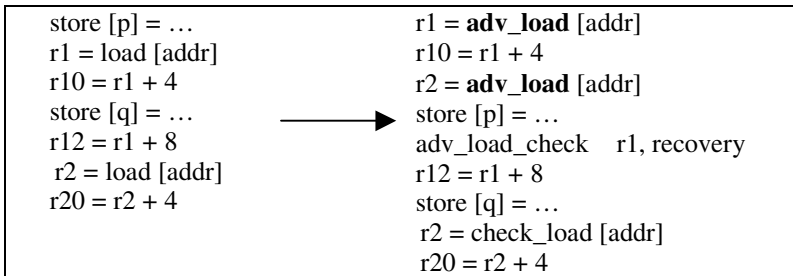 store [p] = …
r1 = load [addr]
r10 = r1 + 4
store [q] = …
r12 = r1 + 8
r2 = load [addr]
r20 = r2 + 4
r1 = adv_load [addr]
r10 = r1 + 4
r2 = adv_load [addr]
store [p] = …
adv_load_check r1, recovery
r12 = r1 + 8
store [q] = …
r2 = check_load [addr]
r20 = r2 + 4